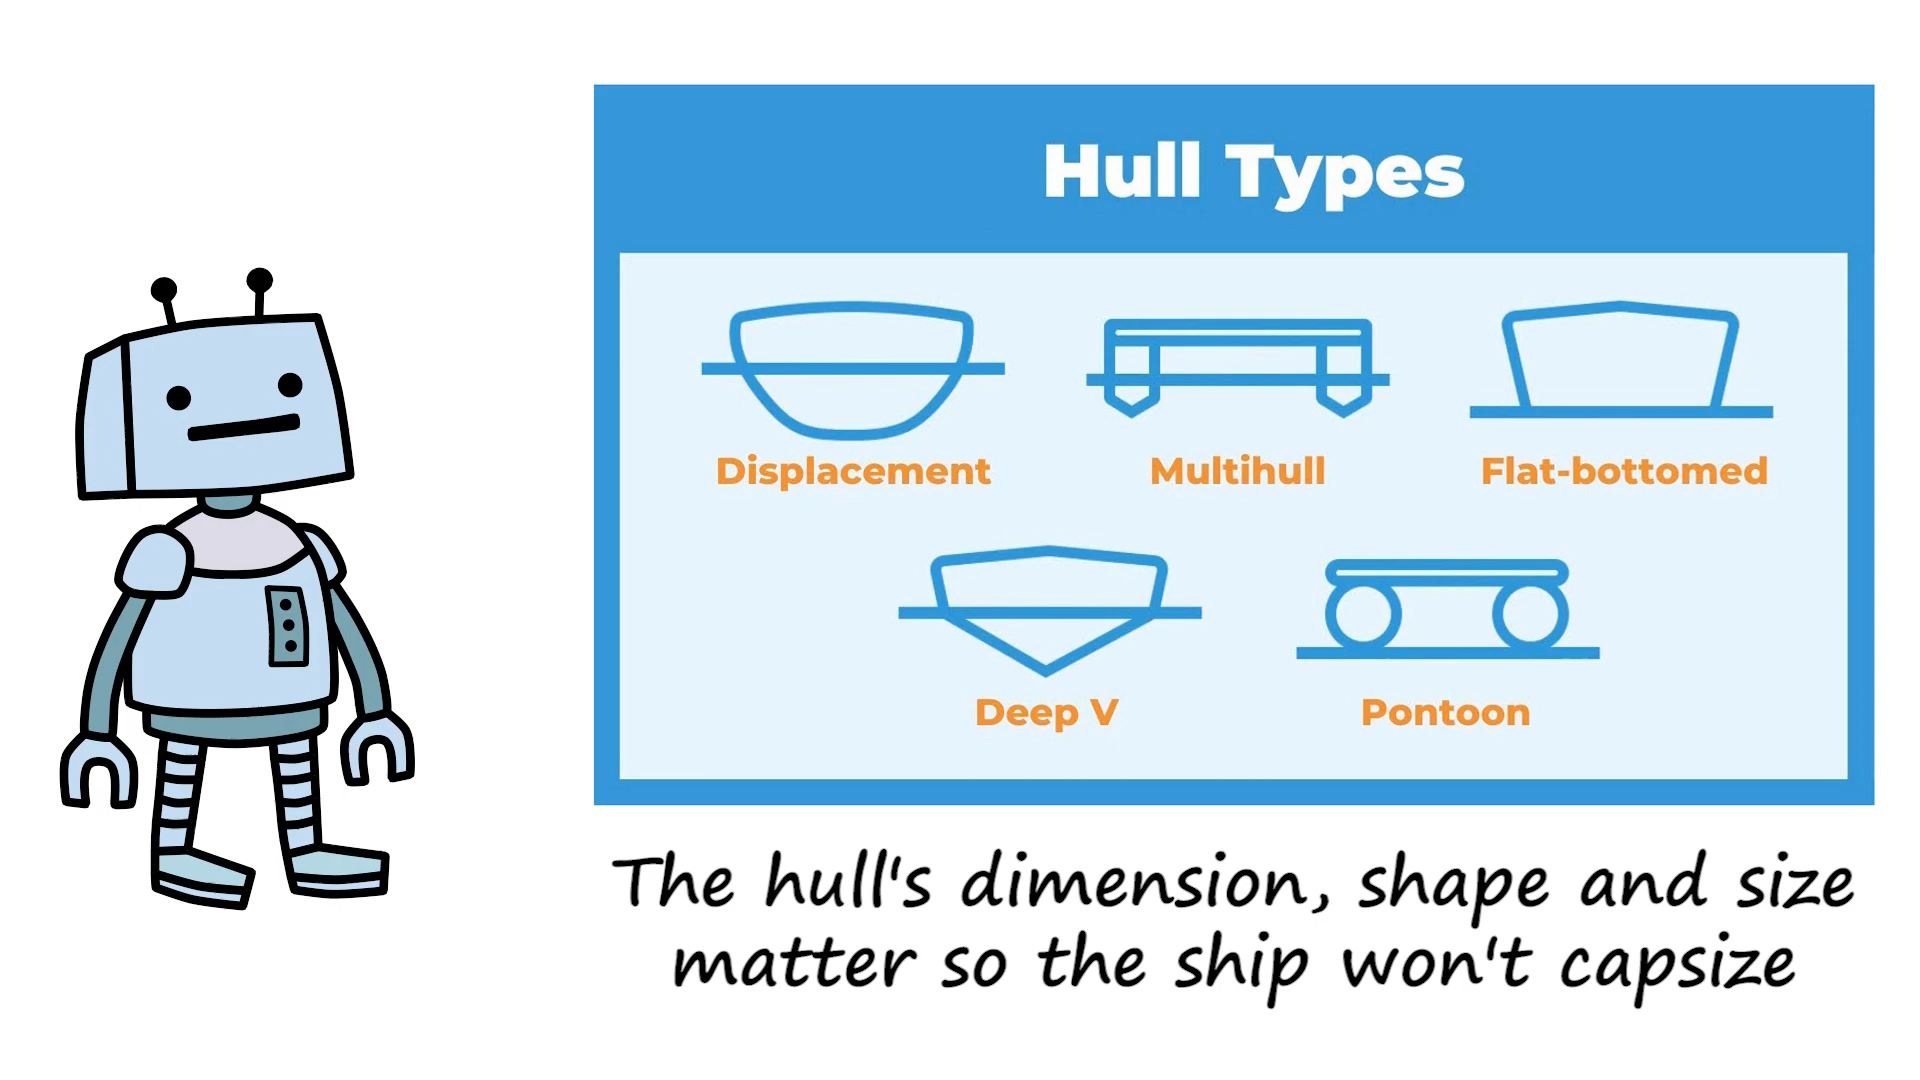 Hull Types
Displacement
Multihull
Flat-bottomed
Deep V
Pontoon
The hull's dimension, shape and size
matter so the ship won't capsize